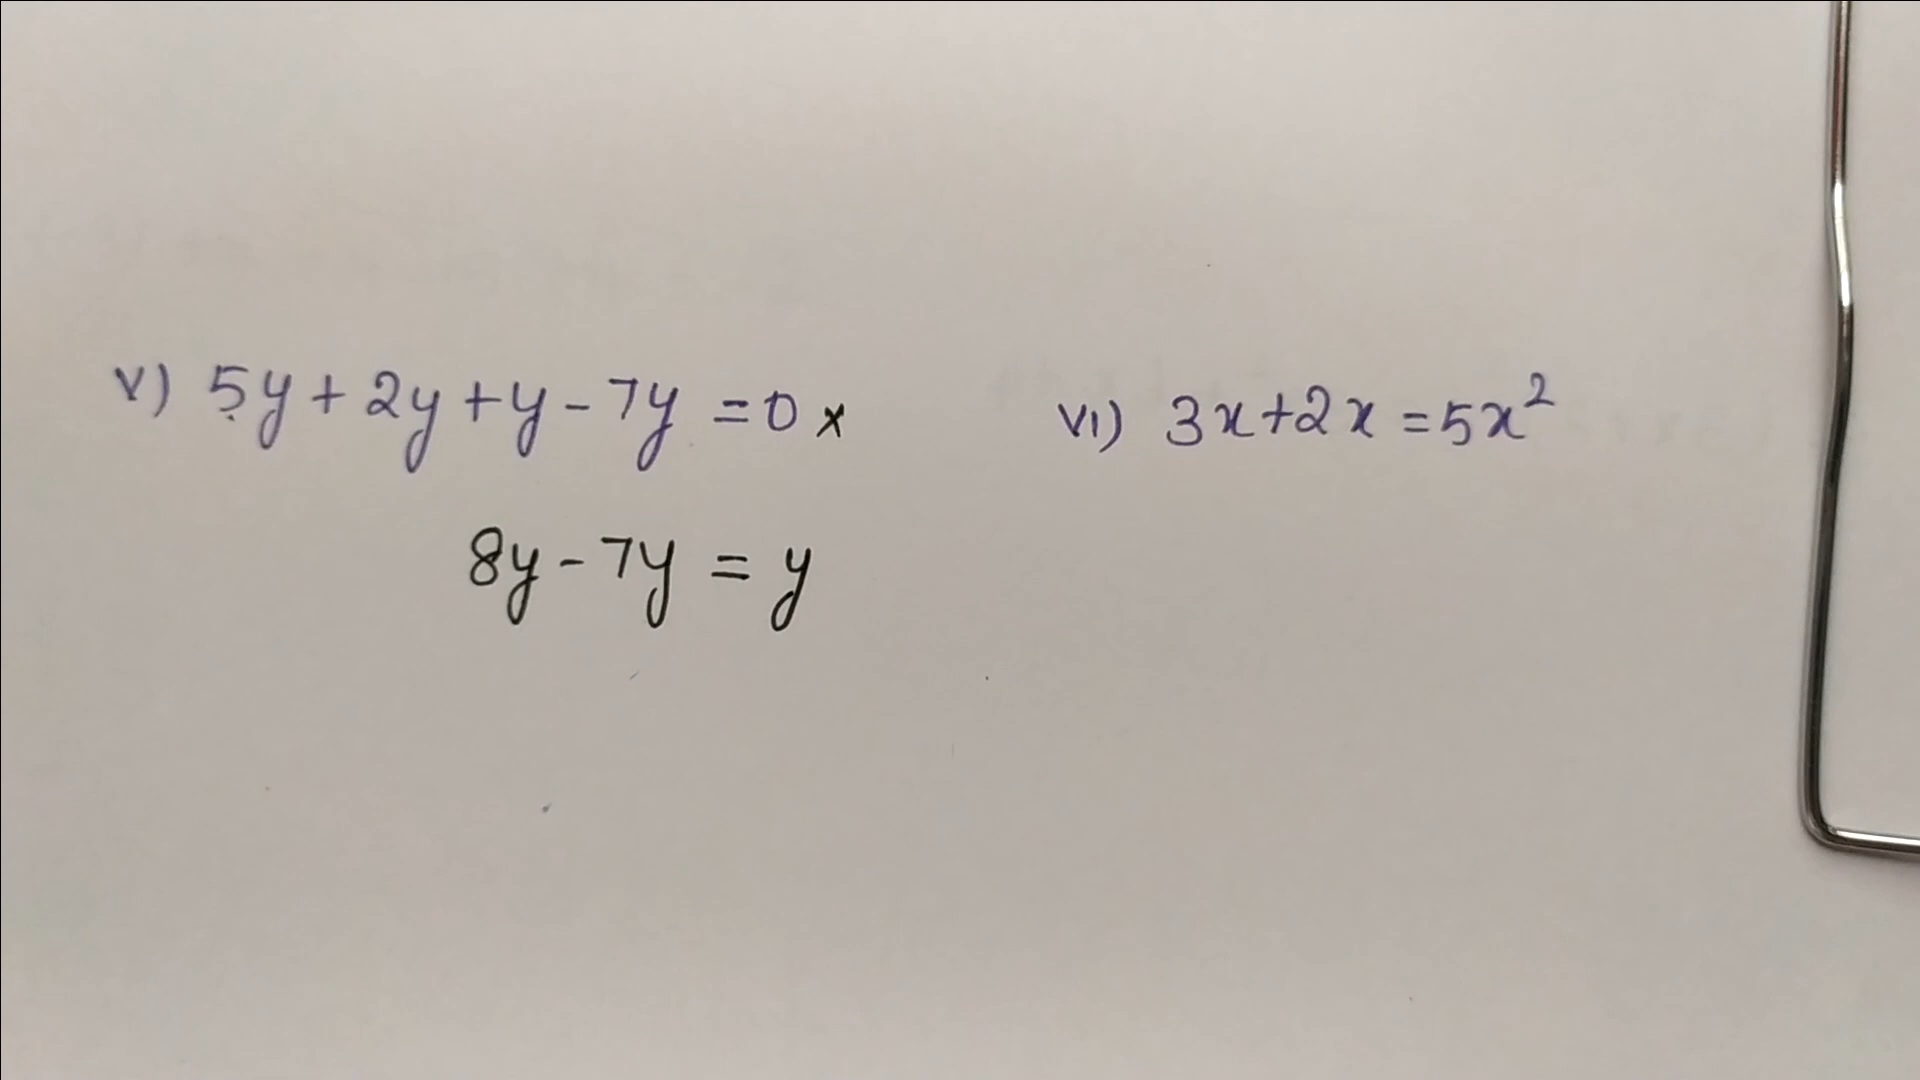 v) 5y + 2y + y - 7y = 0 x
8y - 7y = y
vi) 3x + 2x = 5x²